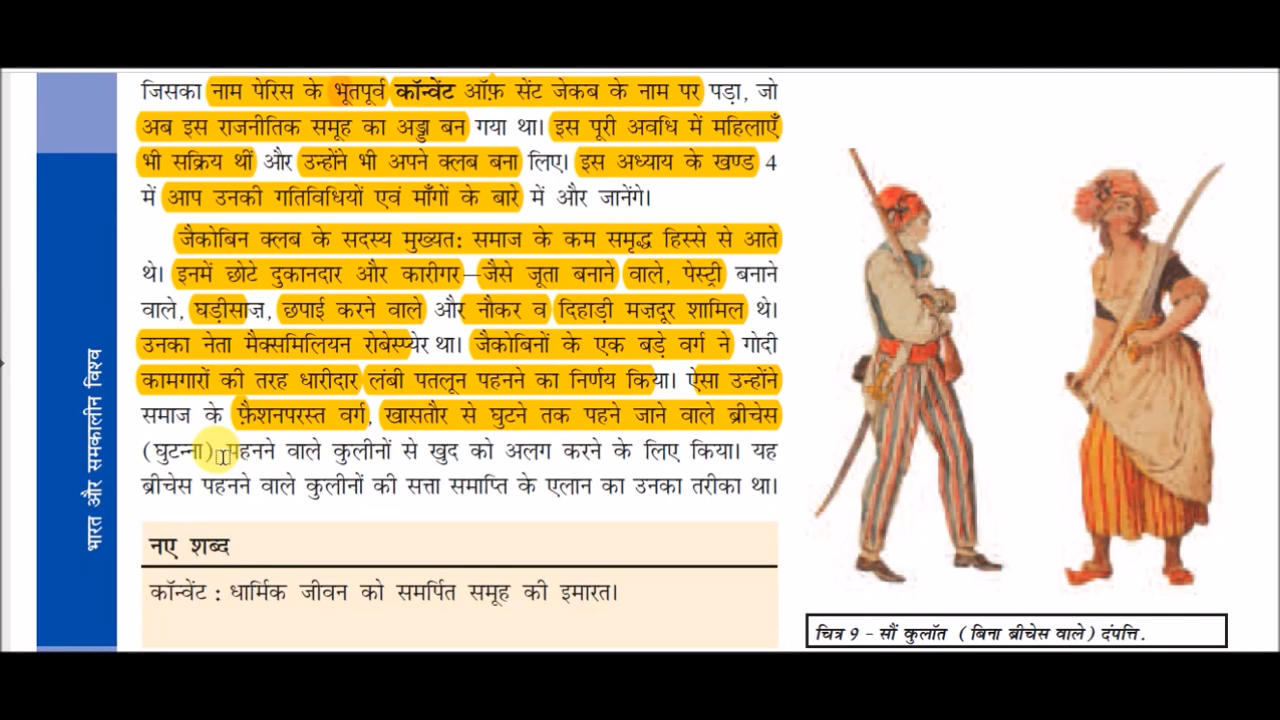 जिसका नाम पेरिस के भूतपूर्व कॉन्वेंट ऑफ़ सेंट जेकब के नाम पर पड़ा, जो
अब इस राजनीतिक समूह का अड्डा बन गया था। इस पूरी अवधि में महिलाएँ
भी सक्रिय थीं और उन्होंने भी अपने क्लब बना लिए। इस अध्याय के खण्ड 4
में आप उनकी गतिविधियों एवं माँगों के बारे में और जानेंगे।
जैकोबिन क्लब के सदस्य मुख्यत: समाज के कम समृद्ध हिस्से से आते
थे। इनमें छोटे दुकानदार और कारीगर–जैसे जूता बनाने वाले, पेस्ट्री बनाने
वाले, घड़ीसाज, छपाई करने वाले और नौकर व दिहाड़ी मजदूर शामिल थे।
उनका नेता मैक्समिलियन रोबेस्प्येर था। जैकोबिनों के एक बड़े वर्ग ने गोदी
कामगारों की तरह धारीदार लंबी पतलून पहनने का निर्णय किया। ऐसा उन्होंने
समाज के फ़ैशनपरस्त वर्ग, खासतौर से घुटने तक पहने जाने वाले ब्रीचेस
(घुटन्ना) पहनने वाले कुलीनों से खुद को अलग करने के लिए किया। यह
ब्रीचेस पहनने वाले कुलीनों की सत्ता समाप्ति के एलान का उनका तरीका था।
नए शब्द
कॉन्वेंट : धार्मिक जीवन को समर्पित समूह की इमारत।
भारत और समकालीन विश्व
चित्र 9 – सौं कुलॉत (बिना ब्रीचेस वाले) दंपत्ति.